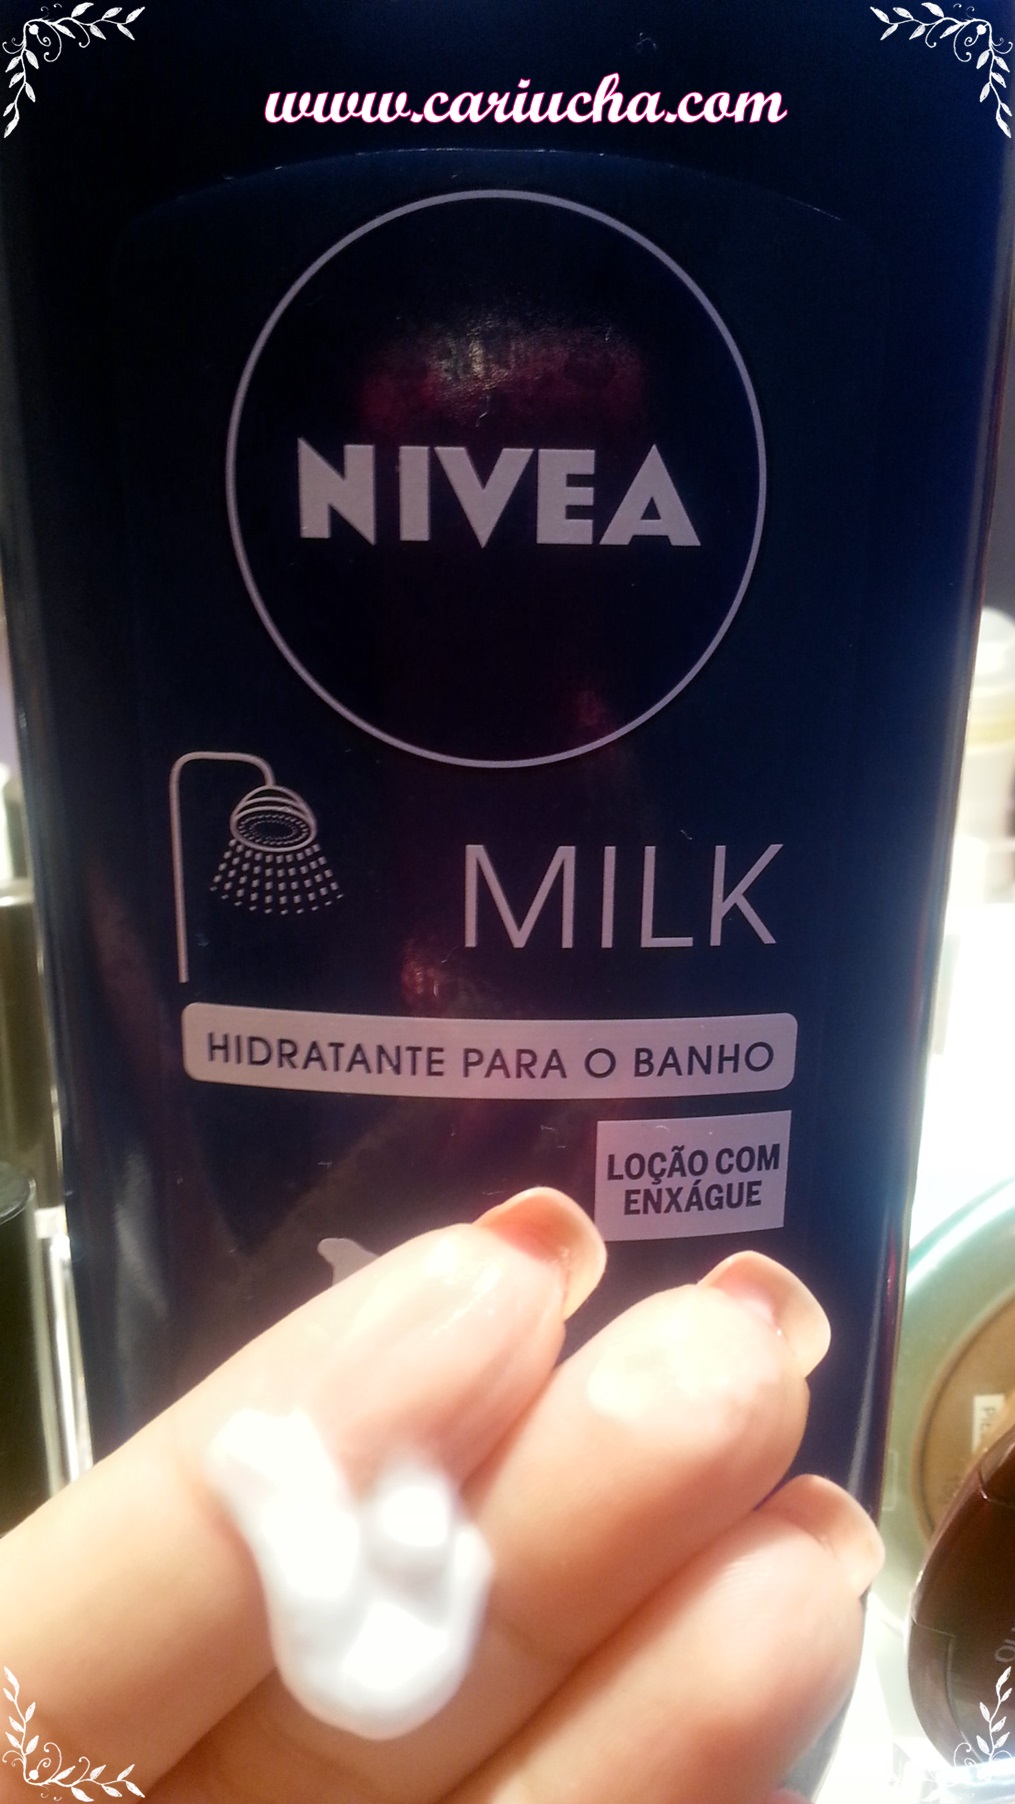 www.cariucha.com
NIVEA
MILK
HIDRATANTE PARA O BANHO
LOÇÃO COM
ENXÁGUE